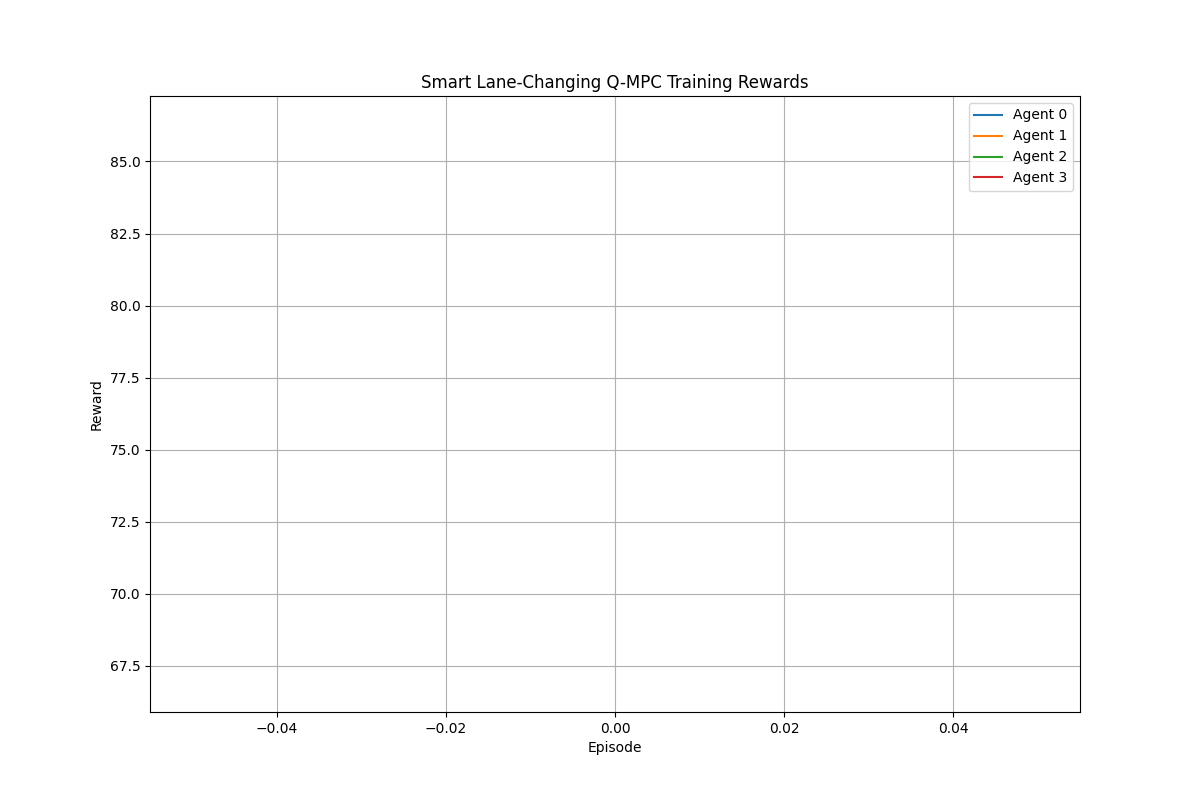 Smart Lane-Changing Q-MPC Training Rewards
Agent 0
Agent 1
Agent 2
Agent 3
85.0
82.5
80.0
77.5
75.0
72.5
70.0
67.5
Reward
−0.04 −0.02 0.00 0.02 0.04
Episode